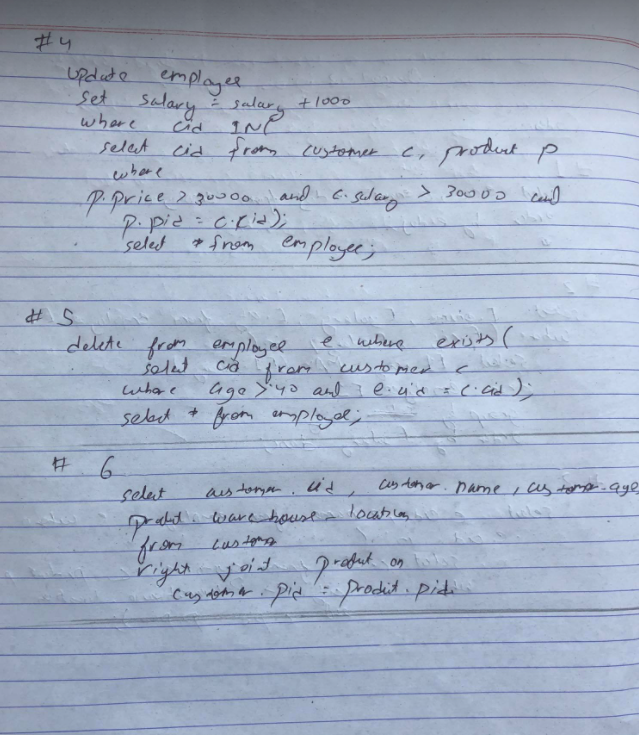 #4
Update employee
Set salary = salary +1000
where cid IN(
select cid from customer c, product p
where
p.price > 30000 and c.salary > 30000 and
p.pid = c.pid);
select * from employee;
# 5
delete from employee e where exists(
select cid from customer c
where age > 40 and e.cid = c.cid);
select * from employee;
# 6
select customer.cid, customer.name, customer.age
product.warehouse_location
from customer
right joint product on
customer.pid = product.pid.